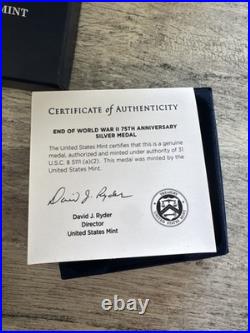 MINT
CERTIFICATE OF AUTHENTICITY
END OF WORLD WAR II 75TH ANNIVERSARY
SILVER MEDAL
The United States Mint certifies that this is a genuine
medal, authorized and minted under authority of 31
U.S.C. § 5111 (a)(2). This medal was minted by the
United States Mint.
David J. Ryder
David J. Ryder
Director
United States Mint